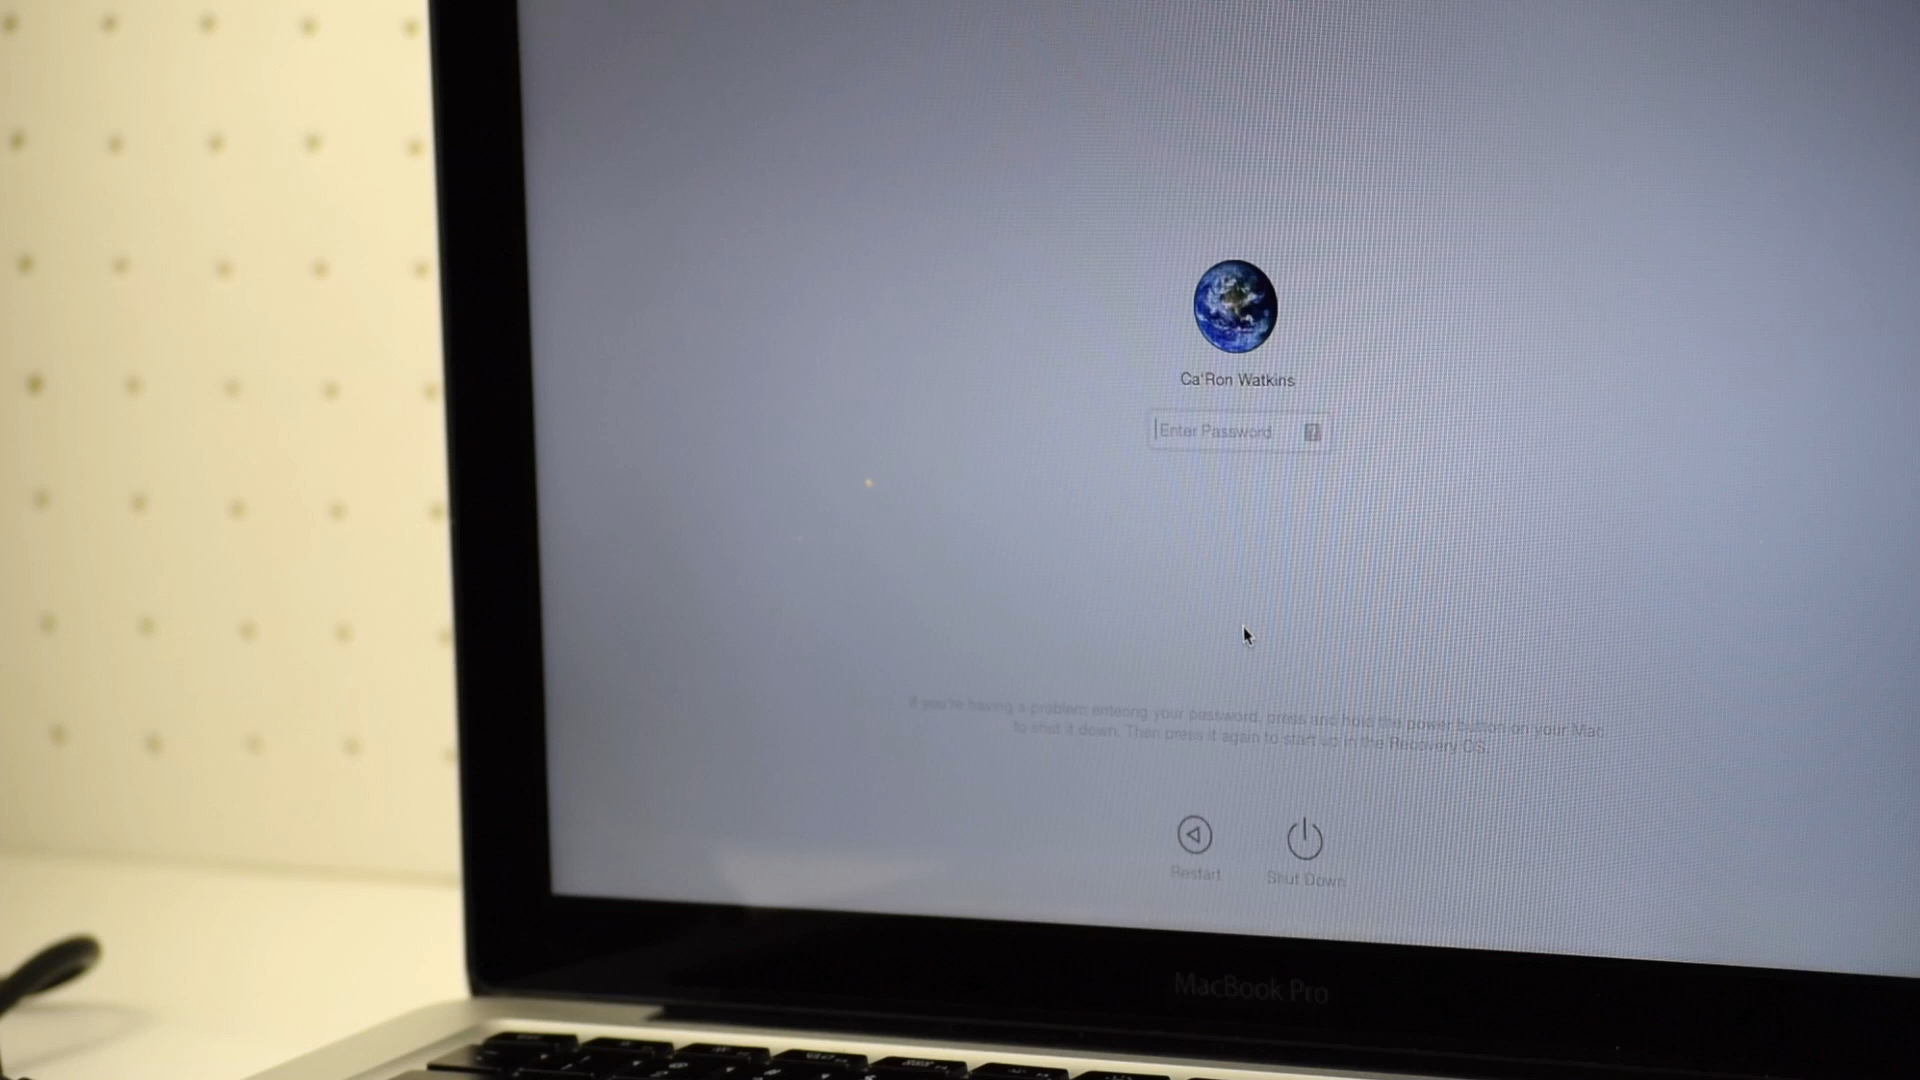 Ca'Ron Watkins
Enter Password
If you're having a problem entering your password, press and hold the power button on your Mac
to shut it down. Then press it again to start up in the Recovery OS.
Restart
Shut Down
MacBook Pro